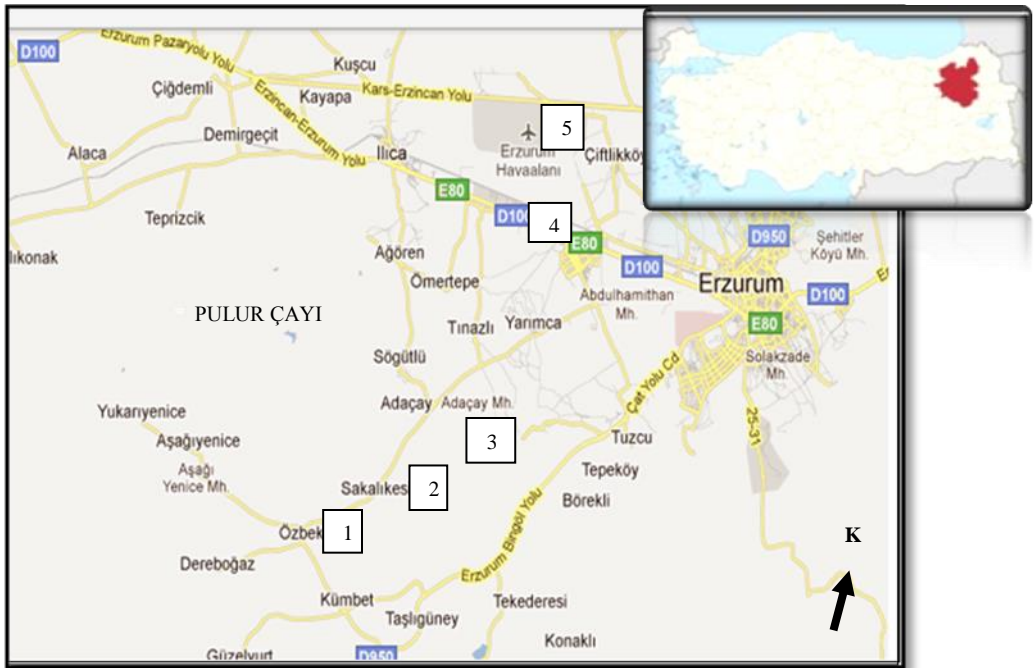 Erzurum Pazaryolu Yolu
D100
Kuşçu
Çiğdemli
Kayapa
Kars-Erzincan Yolu
Erzincan-Erzurum Yolu
5
Demirgeçit
Alaca
Ilıca
Erzurum
Havaalanı
Çiftlikköy
E80
D100
4
Teprizcik
E80
D950
Şehitler
Köyü Mh.
Ağören
lıkonak
D100
Ömertepe
Erzurum
Abdulhamithan
Mh.
D100
PULUR ÇAYI
Tınazlı
Yarımca
E80
Söğütlü
Solakzade
Mh.
Çat Yolu Cd
Adaçay
Adaçay Mh.
Yukarıyenice
25-31
Aşağıyenice
3
Tuzcu
Aşağı
Yenice Mh.
Tepeköy
Sakalıkes
2
Börekli
Özbek
1
K
Dereboğaz
Erzurum Bingöl Yolu
Kümbet
Tekederesi
Taşlıgüney
Konaklı
Güzelyurt
D950